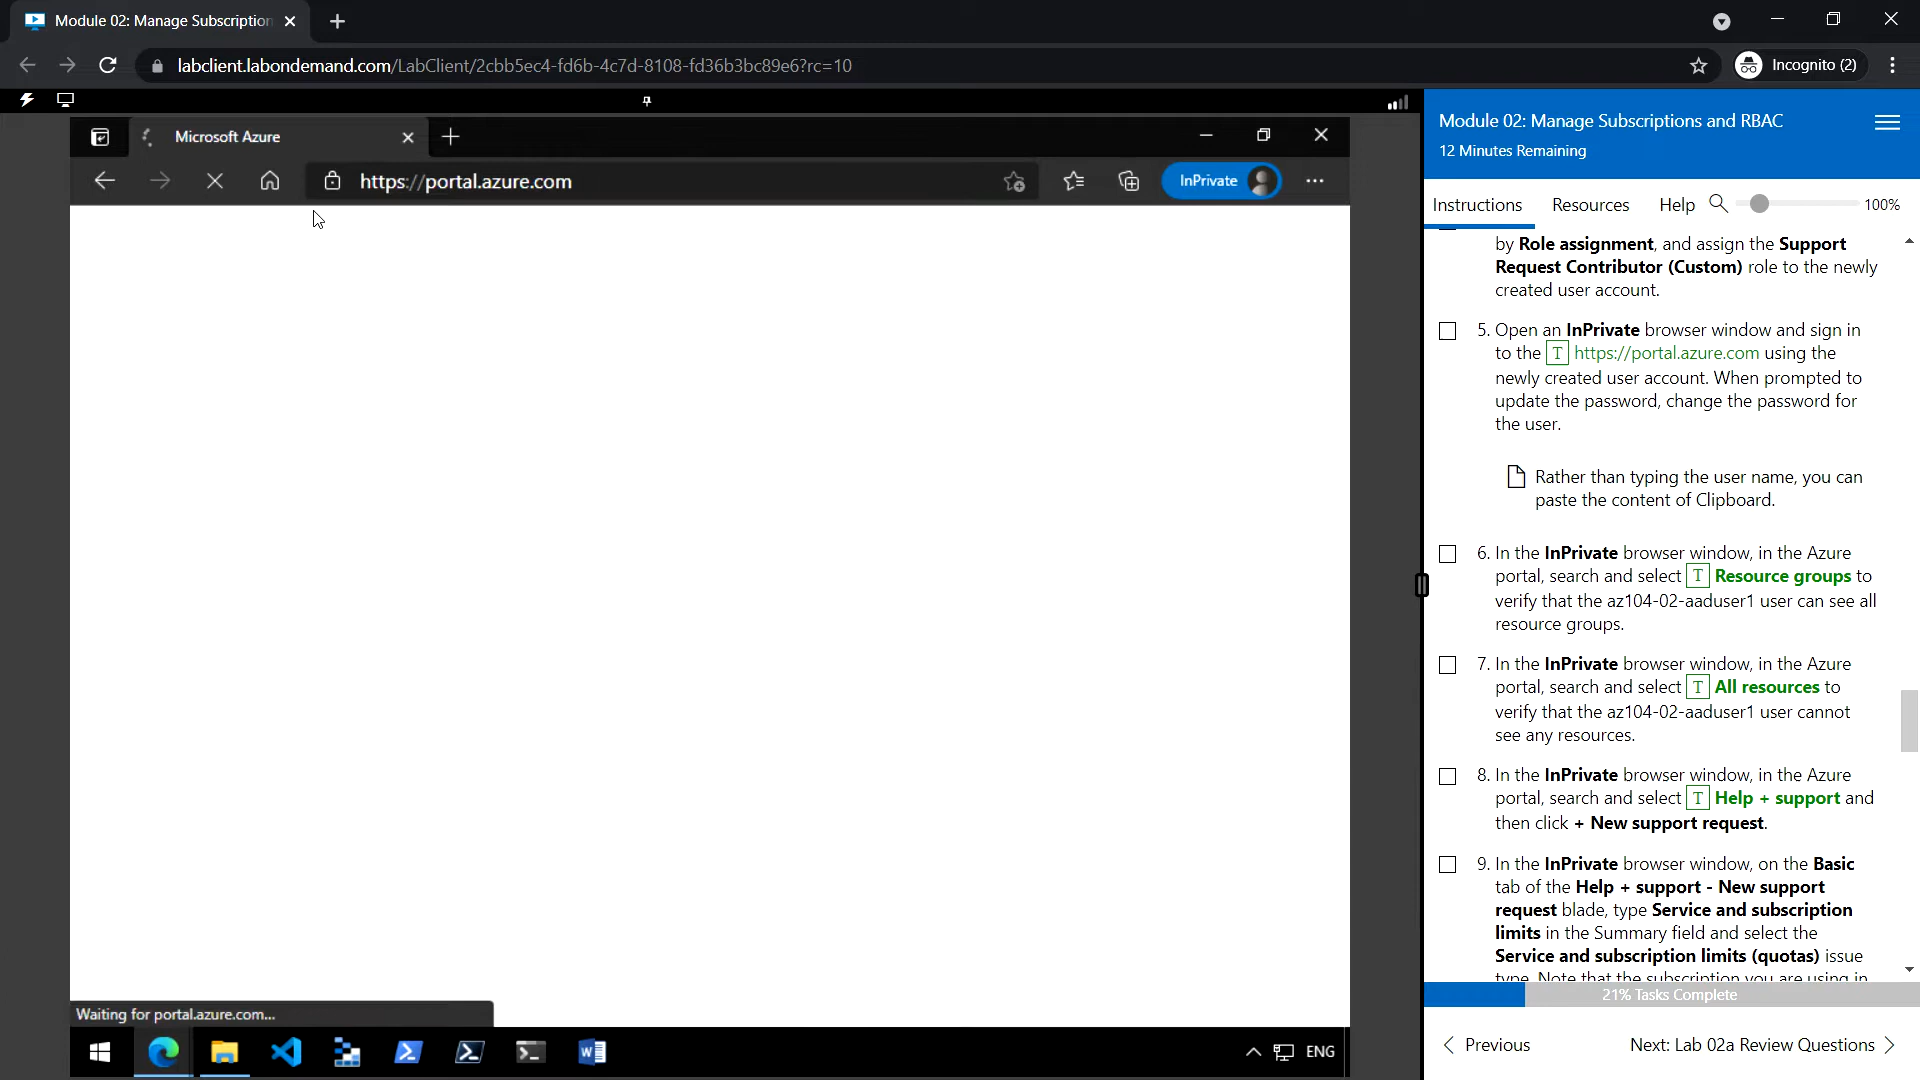 Module 02: Manage Subscription
labclient.labondemand.com/LabClient/2cbb5ec4-fd6b-4c7d-8108-fd36b3bc89e6?rc=10
Incognito (2)
Microsoft Azure
https://portal.azure.com
InPrivate
Waiting for portal.azure.com...
ENG
Module 02: Manage Subscriptions and RBAC
12 Minutes Remaining
Instructions Resources Help 100%
by Role assignment, and assign the Support
Request Contributor (Custom) role to the newly
created user account.
5. Open an InPrivate browser window and sign in
to the T https://portal.azure.com using the
newly created user account. When prompted to
update the password, change the password for
the user.
Rather than typing the user name, you can
paste the content of Clipboard.
6. In the InPrivate browser window, in the Azure
portal, search and select T Resource groups to
verify that the az104-02-aaduser1 user can see all
resource groups.
7. In the InPrivate browser window, in the Azure
portal, search and select T All resources to
verify that the az104-02-aaduser1 user cannot
see any resources.
8. In the InPrivate browser window, in the Azure
portal, search and select T Help + support and
then click + New support request.
9. In the InPrivate browser window, on the Basic
tab of the Help + support - New support
request blade, type Service and subscription
limits in the Summary field and select the
Service and subscription limits (quotas) issue
type. Note that the subscription you are using in
21% Tasks Complete
Previous
Next: Lab 02a Review Questions